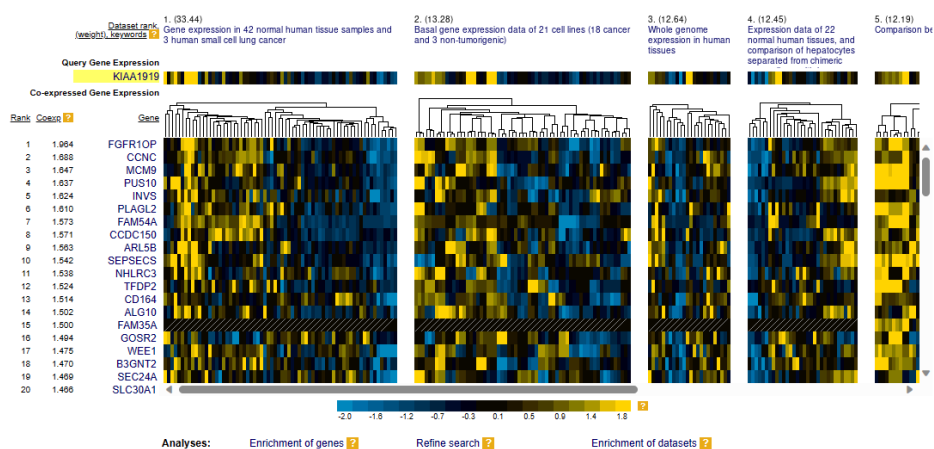 Dataset rank,
(weight), keywords ?
1. (33.44)
Gene expression in 42 normal human tissue samples and
3 human small cell lung cancer
2. (13.28)
Basal gene expression data of 21 cell lines (18 cancer
and 3 non-tumorigenic)
3. (12.64)
Whole genome
expression in human
tissues
4. (12.45)
Expression data of 22
normal human tissues, and
comparison of hepatocytes
separated from chimeric
5. (12.19)
Comparison be
Query Gene Expression
KIAA1919
Co-expressed Gene Expression
Rank Coexp ? Gene
1 1.964 FGFR1OP
2 1.688 CCNC
3 1.647 MCM9
4 1.637 PUS10
5 1.624 INVS
6 1.610 PLAGL2
7 1.573 FAM54A
8 1.571 CCDC150
9 1.563 ARL5B
10 1.542 SEPSECS
11 1.538 NHLRC3
12 1.524 TFDP2
13 1.514 CD164
14 1.502 ALG10
15 1.500 FAM35A
16 1.494 GOSR2
17 1.475 WEE1
18 1.470 B3GNT2
19 1.469 SEC24A
20 1.466 SLC30A1
-2.0 -1.6 -1.2 -0.7 -0.3 0.1 0.5 0.9 1.4 1.8 ?
Analyses: Enrichment of genes ? Refine search ? Enrichment of datasets ?